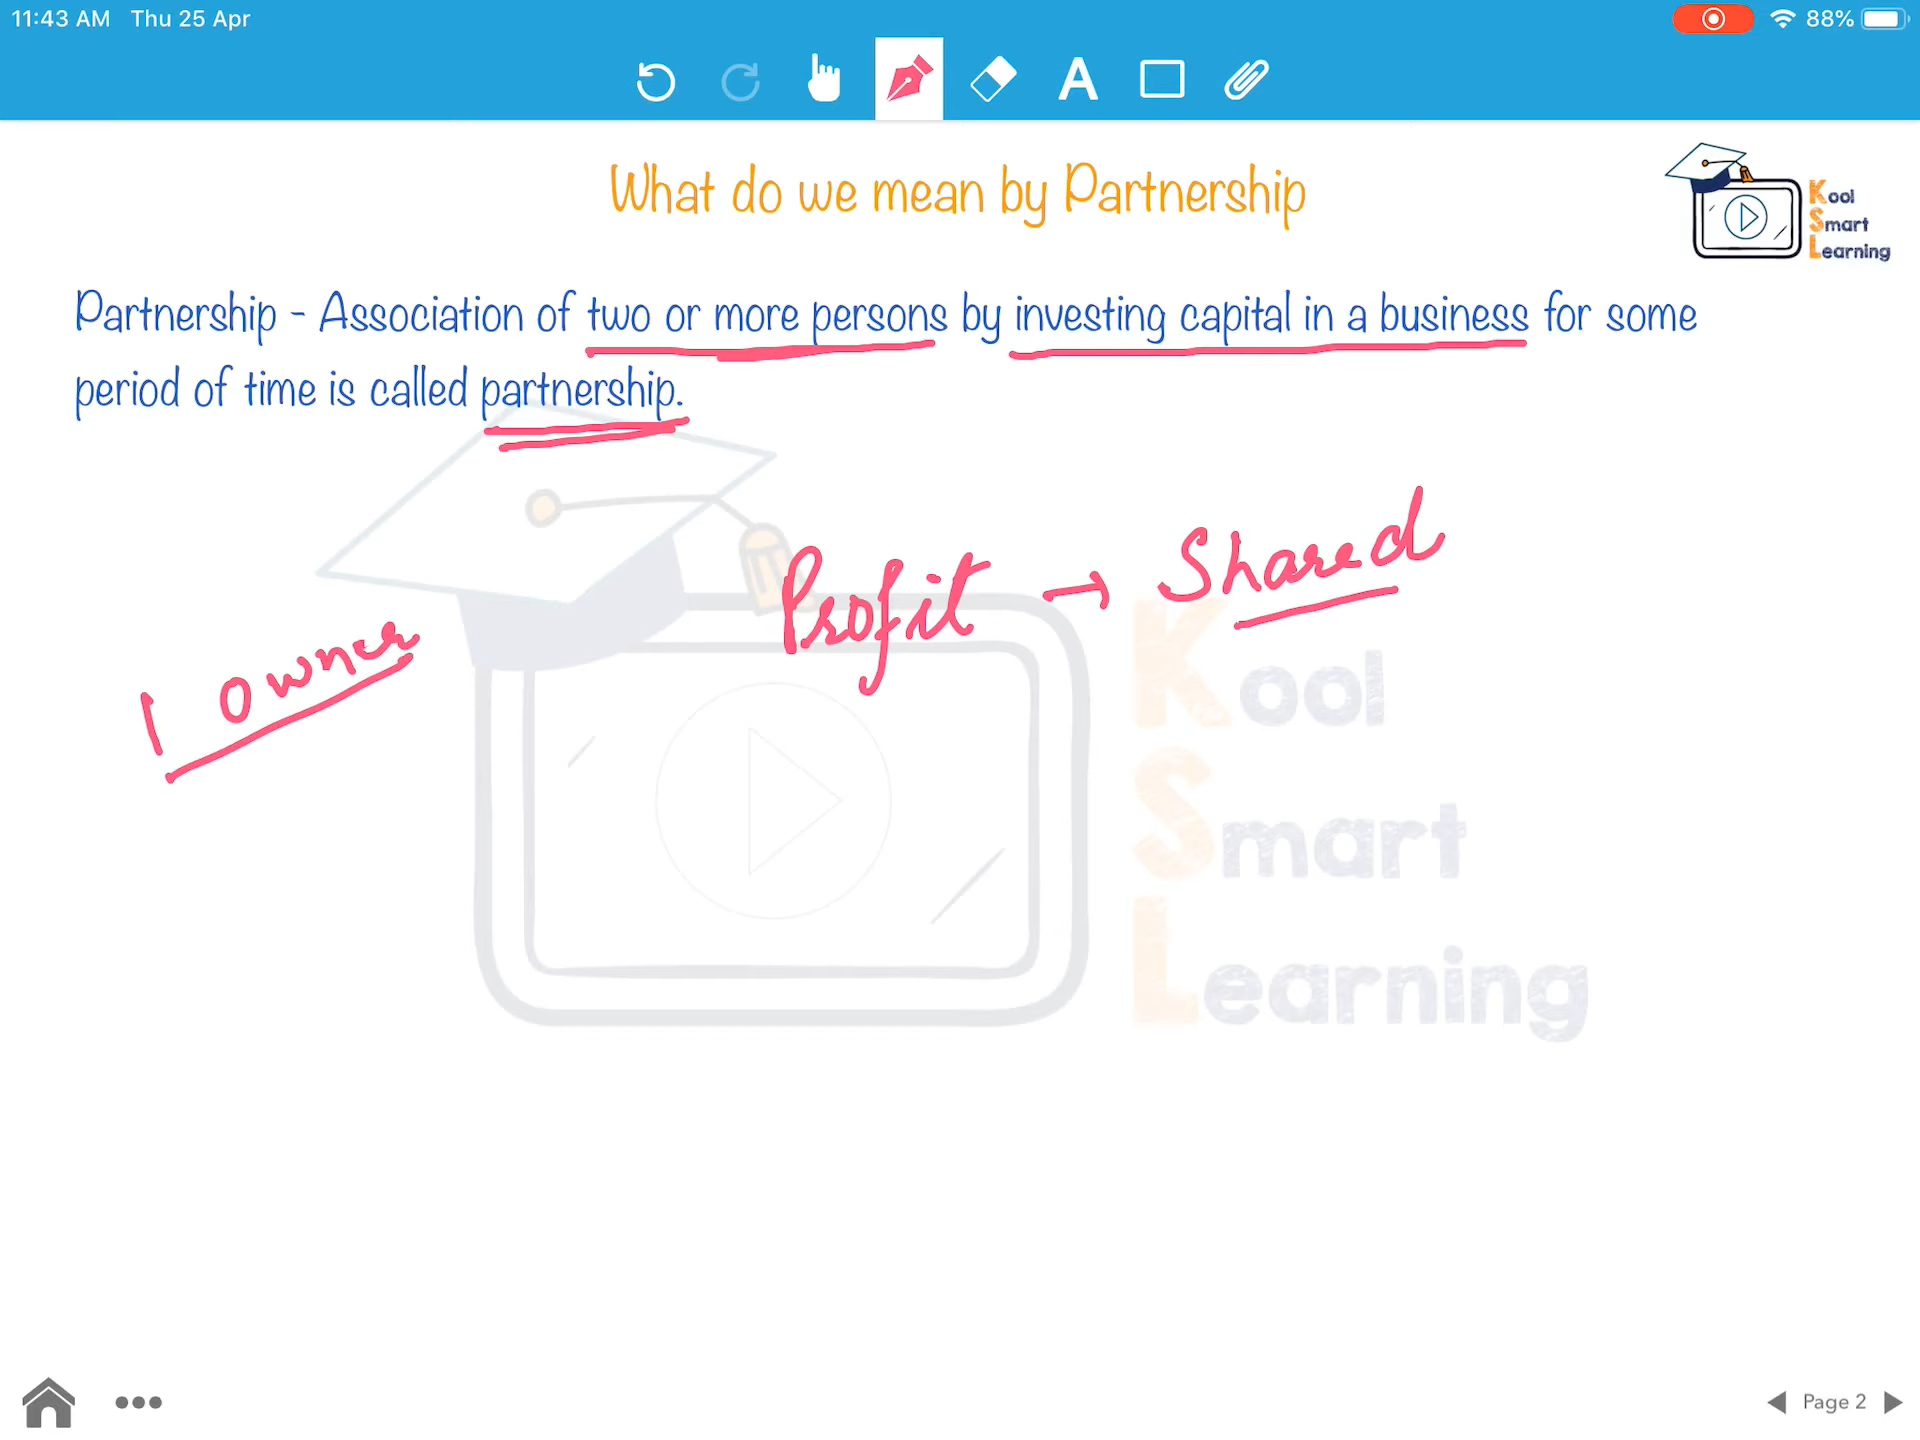 11:43 AM Thu 25 Apr
88%
A
What do we mean by Partnership
Kool
Smart
Learning
Partnership - Association of two or more persons by investing capital in a business for some
period of time is called partnership.
Profit → Shared
1 owner
Kool
Smart
Learning
Page 2